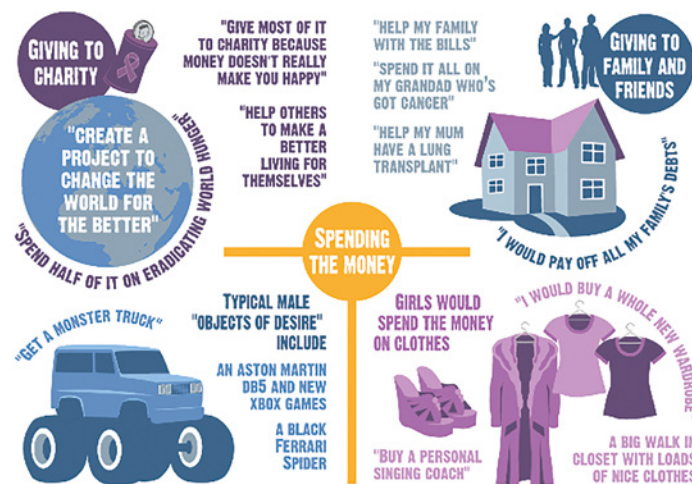 GIVING TO
CHARITY
"GIVE MOST OF IT
TO CHARITY BECAUSE
MONEY DOESN'T REALLY
MAKE YOU HAPPY"
"HELP OTHERS
TO MAKE A
BETTER
LIVING FOR
THEMSELVES"
"CREATE A
PROJECT TO
CHANGE THE
WORLD FOR
THE BETTER"
"SPEND HALF OF IT ON ERADICATING WORLD HUNGER"
"HELP MY FAMILY
WITH THE BILLS"
"SPEND IT ALL ON
MY GRANDAD WHO'S
GOT CANCER"
"HELP MY MUM
HAVE A LUNG
TRANSPLANT"
GIVING TO
FAMILY AND
FRIENDS
"I WOULD PAY OFF ALL MY FAMILY'S DEBTS"
SPENDING
THE MONEY
"GET A MONSTER TRUCK"
TYPICAL MALE
"OBJECTS OF DESIRE"
INCLUDE
AN ASTON MARTIN
DB5 AND NEW
XBOX GAMES
A BLACK
FERRARI
SPIDER
GIRLS WOULD
SPEND THE MONEY
ON CLOTHES
"I WOULD BUY A WHOLE NEW WARDROBE
"BUY A PERSONAL
SINGING COACH"
A BIG WALK IN
CLOSET WITH LOADS
OF NICE CLOTHES